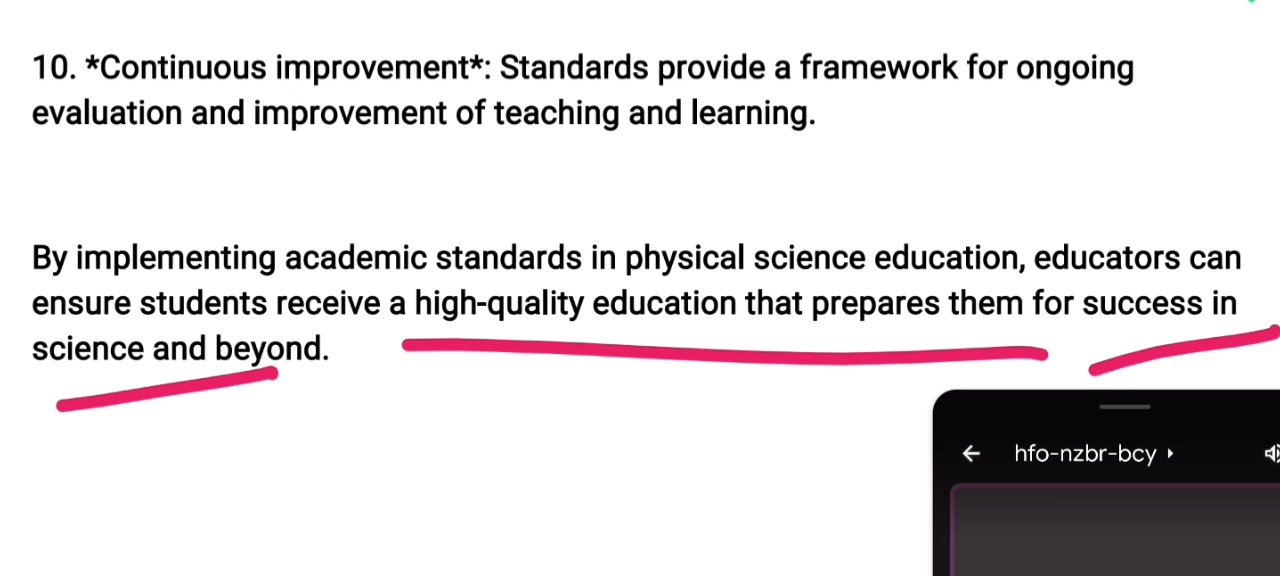 10. *Continuous improvement*: Standards provide a framework for ongoing
evaluation and improvement of teaching and learning.
By implementing academic standards in physical science education, educators can
ensure students receive a high-quality education that prepares them for success in
science and beyond.
hfo-nzbr-bcy